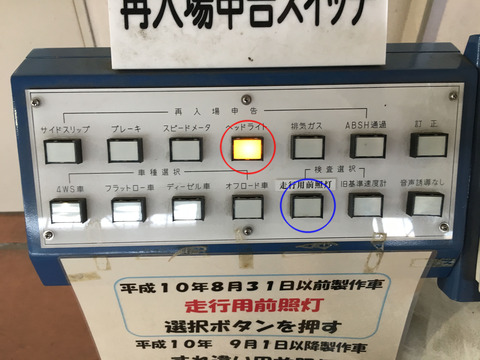 再入場申告スイッチ
再入場申告
サイドスリップ ブレーキ スピードメータ ヘッドライト 排気ガス ABSH通過 訂正
車種選択 検査選択
4WS車 フラットロー車 ディーゼル車 オフロード車 走行用前照灯 IB基準速度計 音声誘導なし
平成10年8月31日以前製作車
走行用前照灯
選択ボタンを押す
平成10年 9月1日以降製作車